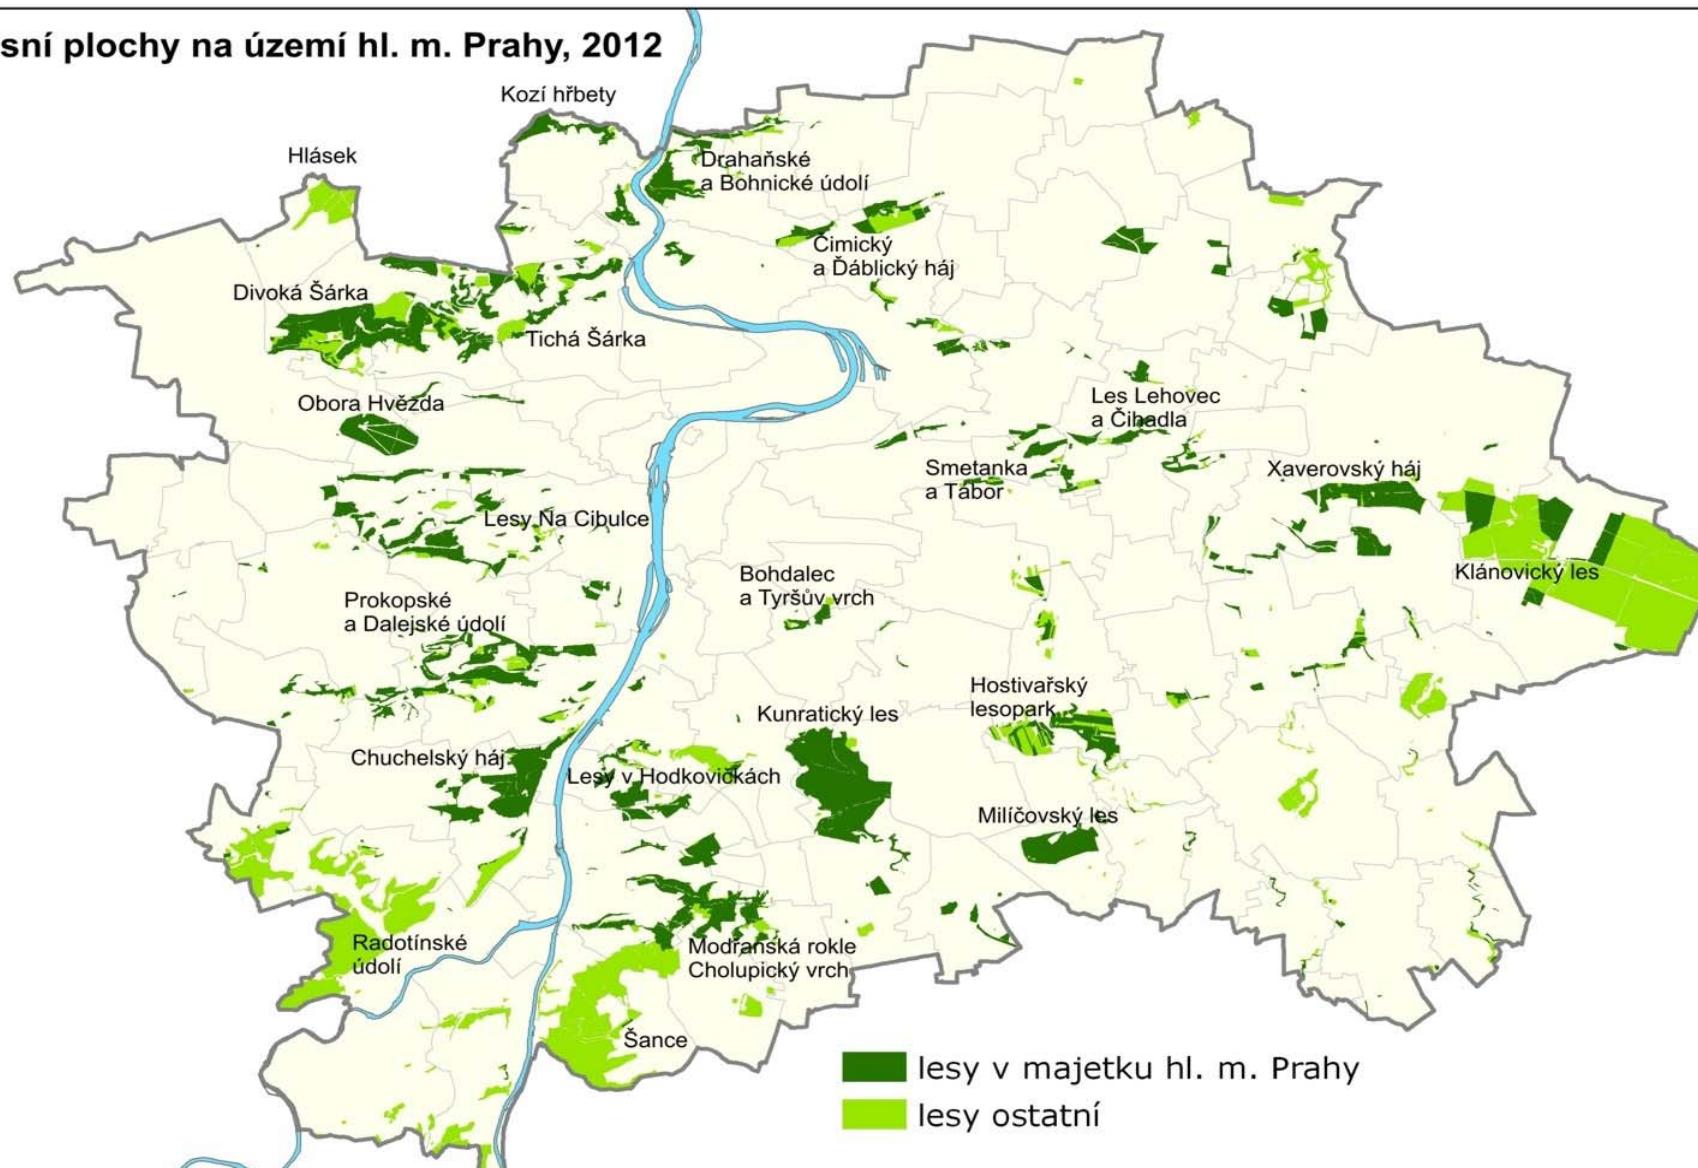 sní plochy na území hl. m. Prahy, 2012
Kozí hřbety
Hlásek
Drahaňské
a Bohnické údolí
Čimický
a Ďáblický háj
Divoká Šárka
Tichá Šárka
Obora Hvězda
Les Lehovec
a Čihadla
Smetanka
a Tábor
Xaverovský háj
Lesy Na Cibulce
Klánovický les
Bohdalec
a Tyršův vrch
Prokopské
a Dalejské údolí
Hostivařský
lesopark
Kunratický les
Chuchelský háj
Lesy v Hodkovičkách
Milíčovský les
Radotínské
údolí
Modřanská rokle
Cholupický vrch
Šance
lesy v majetku hl. m. Prahy
lesy ostatní